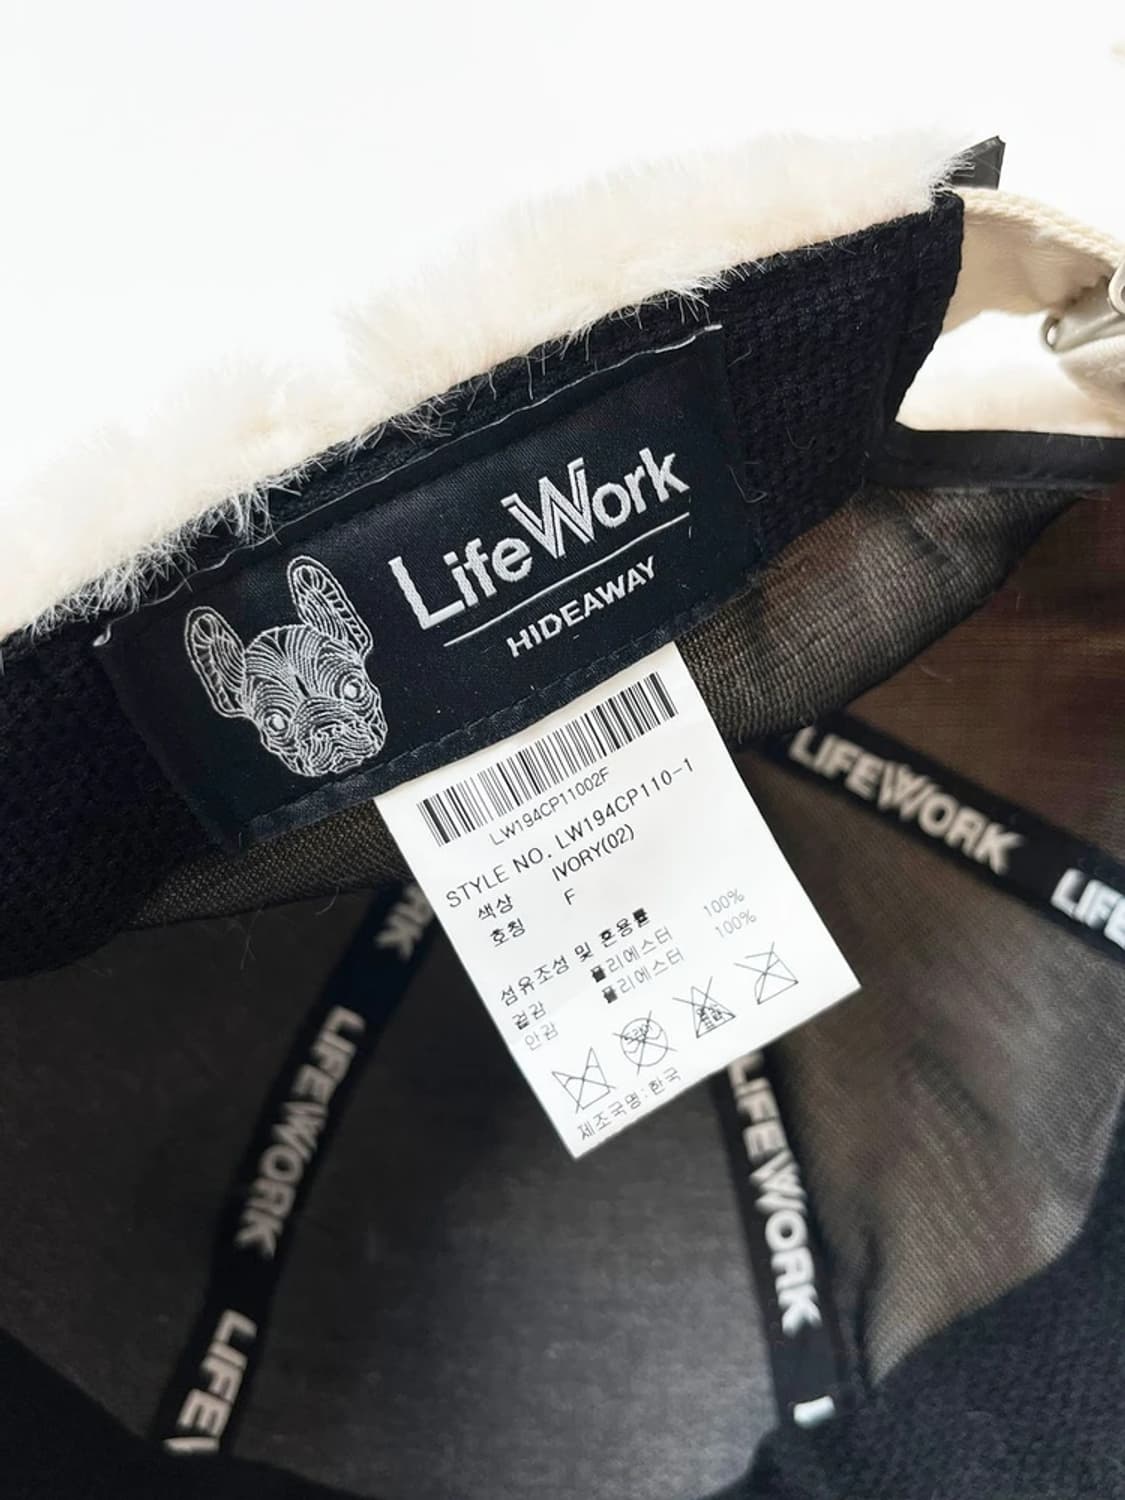 LifeWork
HIDEAWAY
LW194CP11002F
STYLE NO. LW194CP110-1
색상 IVORY(02)
호칭 F
섬유조성 및 혼용률
겉감 폴리에스터 100%
안감 폴리에스터 100%
제조국명:한국
LIFEWORK
LIFE
RK
LIFEWORK
LIFE
LIFEWORK